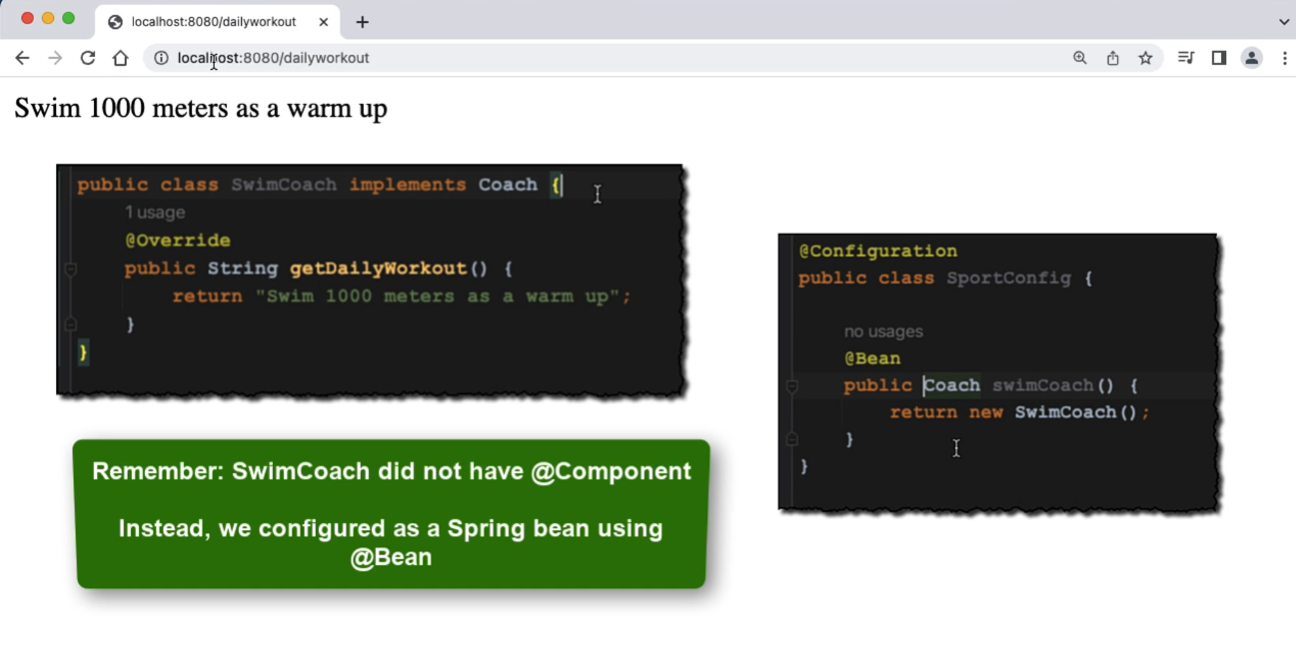 localhost:8080/dailyworkout
localhost:8080/dailyworkout
Swim 1000 meters as a warm up
public class SwimCoach implements Coach {
1 usage
@Override
public String getDailyWorkout() {
return "Swim 1000 meters as a warm up";
}
}
@Configuration
public class SportConfig {
no usages
@Bean
public Coach swimCoach() {
return new SwimCoach();
}
}
Remember: SwimCoach did not have @Component
Instead, we configured as a Spring bean using
@Bean